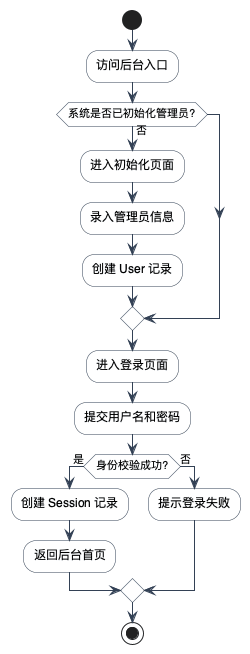 访问后台入口
系统是否已初始化管理员?
否
进入初始化页面
录入管理员信息
创建 User 记录
进入登录页面
提交用户名和密码
是
身份校验成功?
否
创建 Session 记录
提示登录失败
返回后台首页